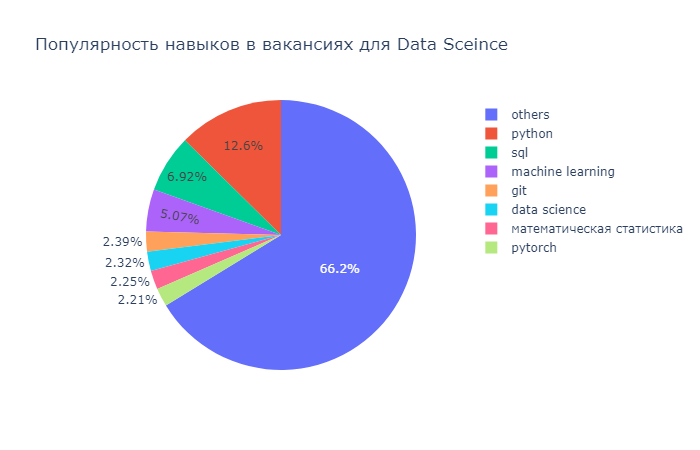 Популярность навыков в вакансиях для Data Sceince
others
python
sql
machine learning
git
data science
математическая статистика
pytorch
12.6%
6.92%
5.07%
2.39%
2.32%
2.25%
2.21%
66.2%